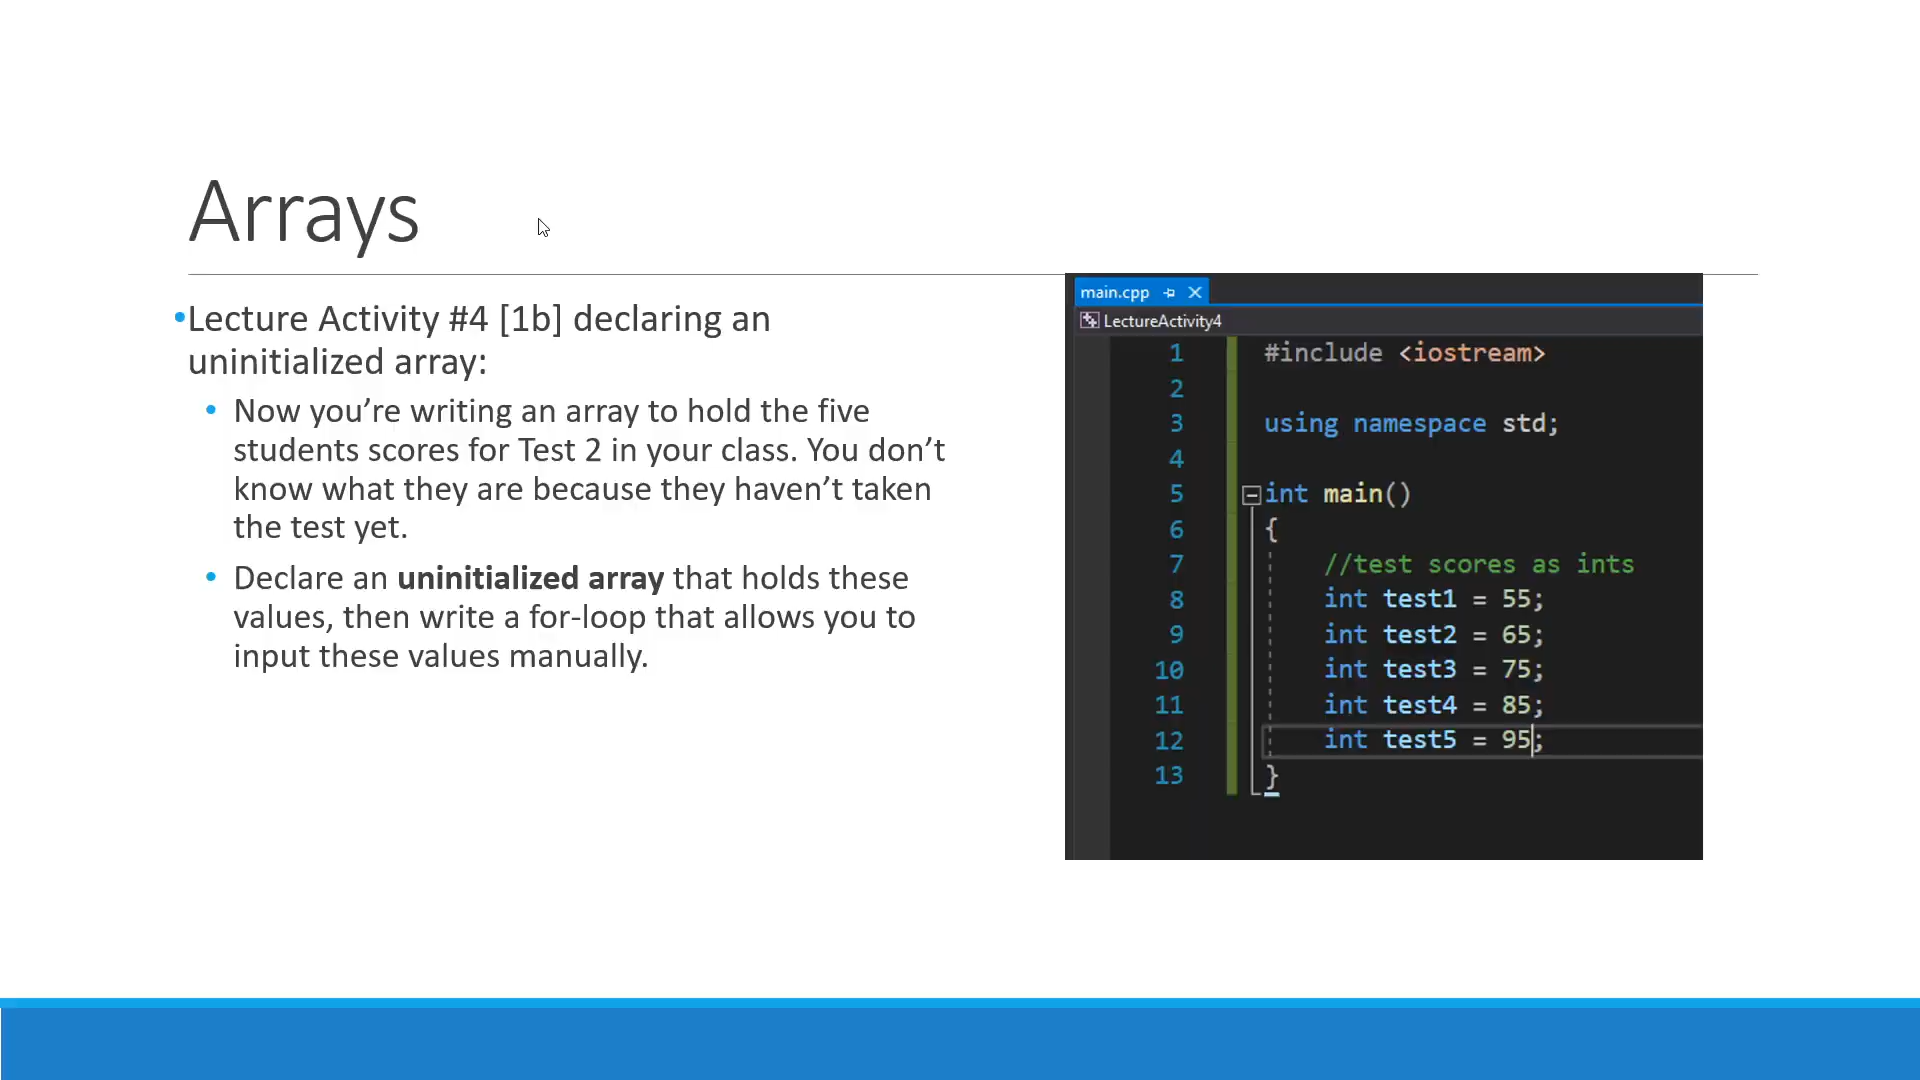 Arrays
•Lecture Activity #4 [1b] declaring an
uninitialized array:
• Now you’re writing an array to hold the five
students scores for Test 2 in your class. You don’t
know what they are because they haven’t taken
the test yet.
• Declare an uninitialized array that holds these
values, then write a for-loop that allows you to
input these values manually.
main.cpp
LectureActivity4
1 #include <iostream>
2
3 using namespace std;
4
5 int main()
6 {
7 //test scores as ints
8 int test1 = 55;
9 int test2 = 65;
10 int test3 = 75;
11 int test4 = 85;
12 int test5 = 95;
13 }